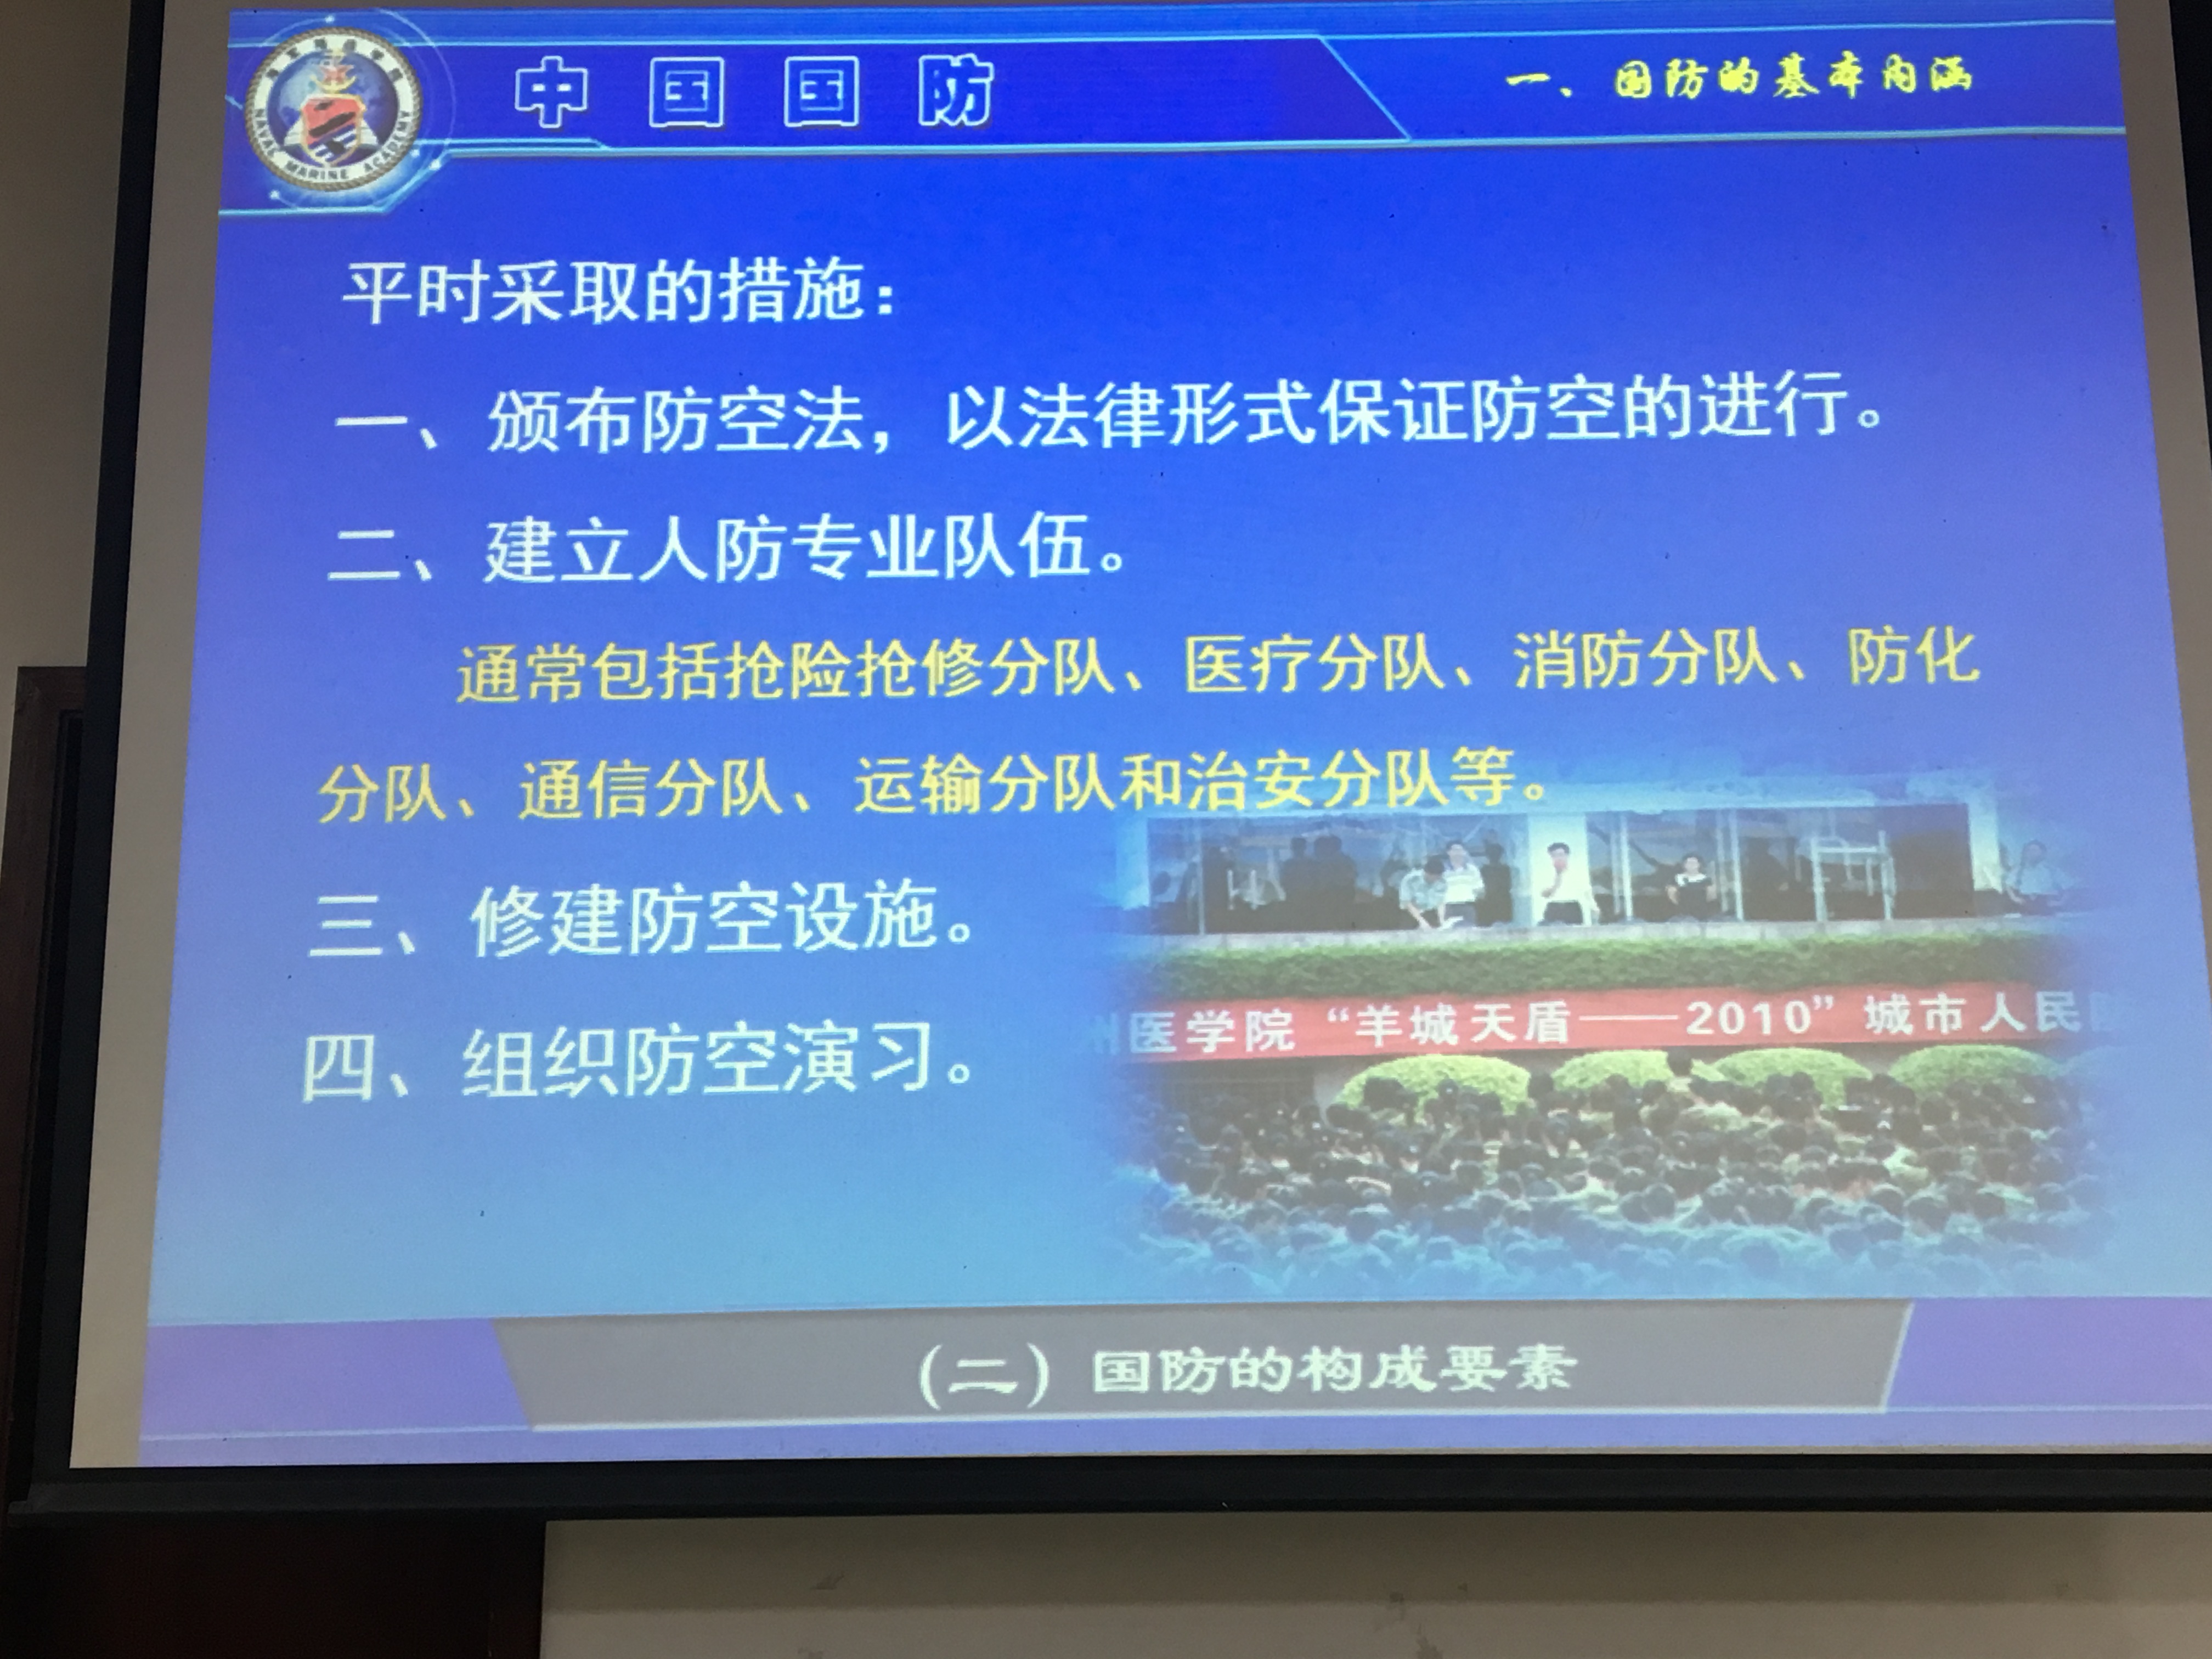 中国国防
一、国防的基本内涵
NAVAL MARINE ACADEMY
平时采取的措施：
一、颁布防空法，以法律形式保证防空的进行。
二、建立人防专业队伍。
通常包括抢险抢修分队、医疗分队、消防分队、防化
分队、通信分队、运输分队和治安分队等。
三、修建防空设施。
四、组织防空演习。
州医学院“羊城天盾——2010”城市人民
（二）国防的构成要素